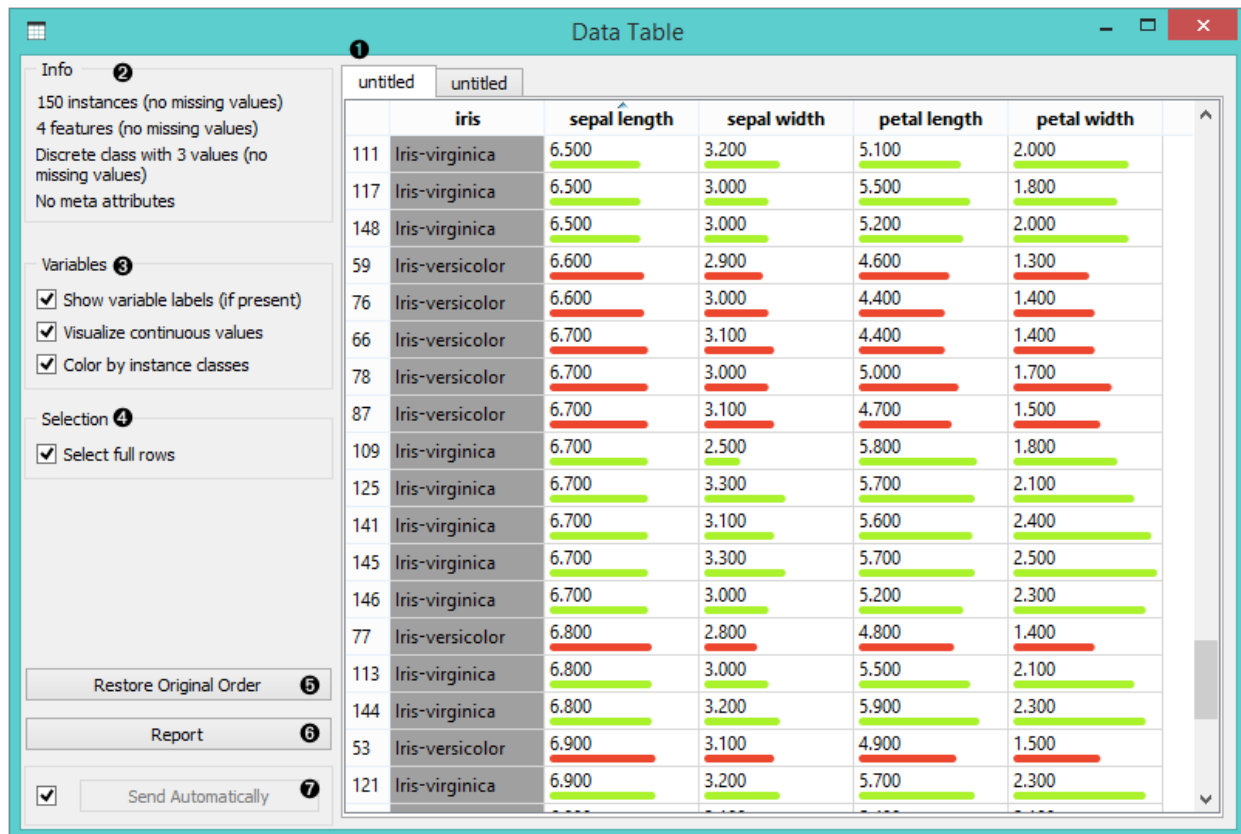 Data Table
❶
Info ❷
150 instances (no missing values)
4 features (no missing values)
Discrete class with 3 values (no
missing values)
No meta attributes
Variables ❸
Show variable labels (if present)
Visualize continuous values
Color by instance classes
Selection ❹
Select full rows
Restore Original Order ❺
Report ❻
Send Automatically ❼
untitled untitled
iris sepal length sepal width petal length petal width
111 Iris-virginica 6.500 3.200 5.100 2.000
117 Iris-virginica 6.500 3.000 5.500 1.800
148 Iris-virginica 6.500 3.000 5.200 2.000
59 Iris-versicolor 6.600 2.900 4.600 1.300
76 Iris-versicolor 6.600 3.000 4.400 1.400
66 Iris-versicolor 6.700 3.100 4.400 1.400
78 Iris-versicolor 6.700 3.000 5.000 1.700
87 Iris-versicolor 6.700 3.100 4.700 1.500
109 Iris-virginica 6.700 2.500 5.800 1.800
125 Iris-virginica 6.700 3.300 5.700 2.100
141 Iris-virginica 6.700 3.100 5.600 2.400
145 Iris-virginica 6.700 3.300 5.700 2.500
146 Iris-virginica 6.700 3.000 5.200 2.300
77 Iris-versicolor 6.800 2.800 4.800 1.400
113 Iris-virginica 6.800 3.000 5.500 2.100
144 Iris-virginica 6.800 3.200 5.900 2.300
53 Iris-versicolor 6.900 3.100 4.900 1.500
121 Iris-virginica 6.900 3.200 5.700 2.300